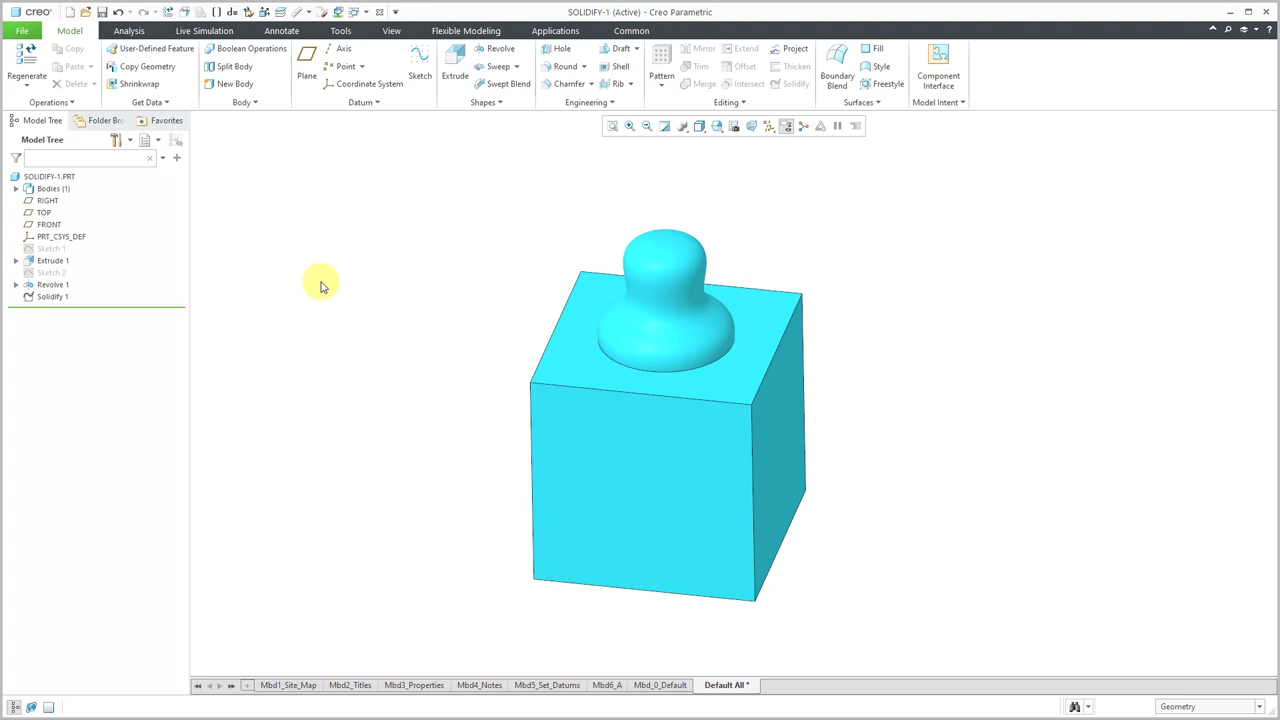 creo SOLIDIFY-1 (Active) - Creo Parametric
File Model Analysis Live Simulation Annotate Tools View Flexible Modeling Applications Common
Regenerate Copy Paste Delete User-Defined Feature Copy Geometry Shrinkwrap Boolean Operations Split Body New Body Plane Axis Point Coordinate System Sketch Extrude Revolve Sweep Swept Blend Hole Round Chamfer Draft Shell Rib Pattern Mirror Trim Merge Extend Offset Intersect Project Thicken Solidify Boundary Blend Fill Style Freestyle Component Interface
Operations Get Data Body Datum Shapes Engineering Editing Surfaces Model Intent
Model Tree Folder Bro Favorites
Model Tree
SOLIDIFY-1.PRT
Bodies (1)
RIGHT
TOP
FRONT
PRT_CSYS_DEF
Sketch 1
Extrude 1
Sketch 2
Revolve 1
Solidify 1
Mbd1_Site_Map Mbd2_Titles Mbd3_Properties Mbd4_Notes Mbd5_Set_Datums Mbd6_A Mbd_0_Default Default All *
Geometry